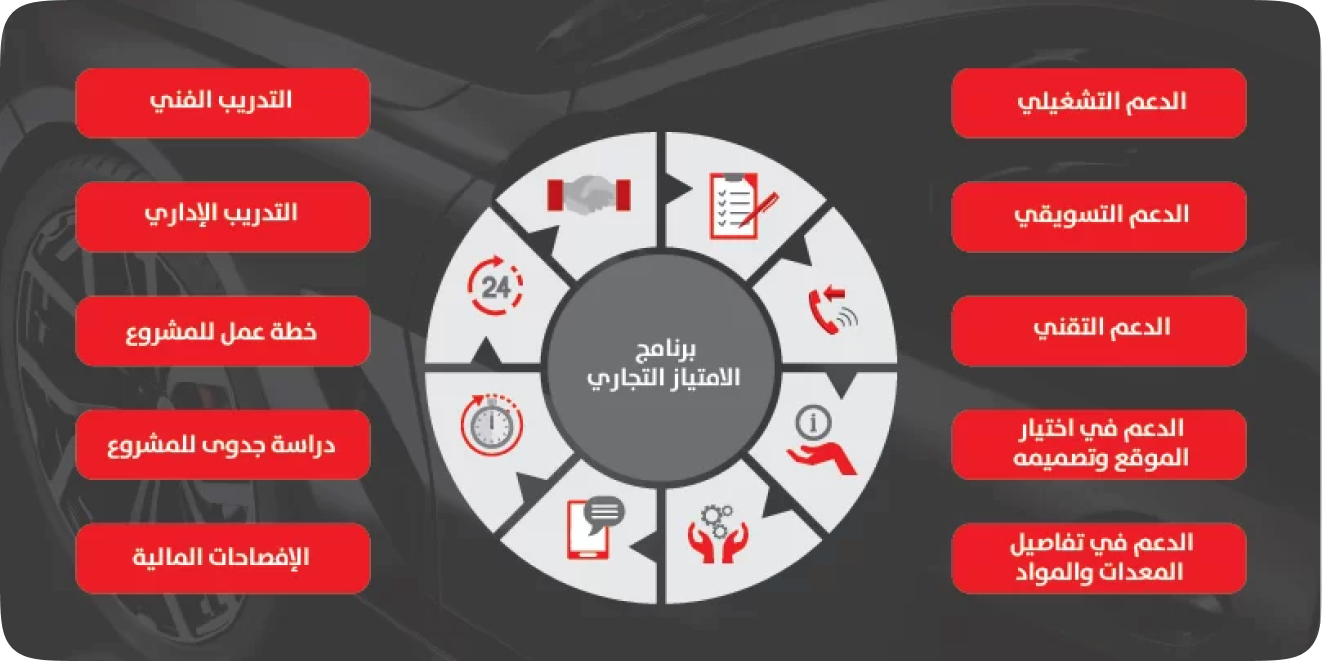 الدعم التشغيلي
الدعم التسويقي
الدعم التقني
الدعم في اختيار
الموقع وتصميمه
الدعم في تفاصيل
المعدات والمواد
برنامج
الامتياز التجاري
24
i
التدريب الفني
التدريب الإداري
خطة عمل للمشروع
دراسة جدوى للمشروع
الإفصاحات المالية